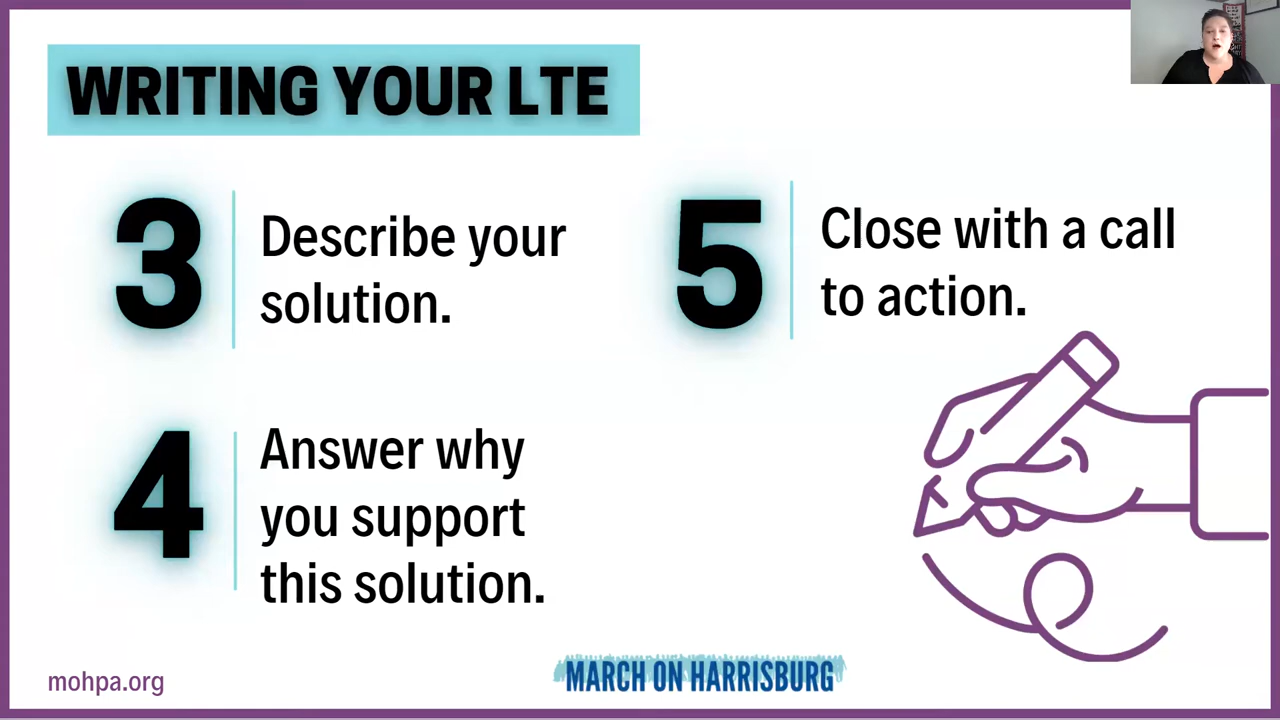 WRITING YOUR LTE
3
Describe your
solution.
4
Answer why
you support
this solution.
5
Close with a call
to action.
mohpa.org
MARCH ON HARRISBURG